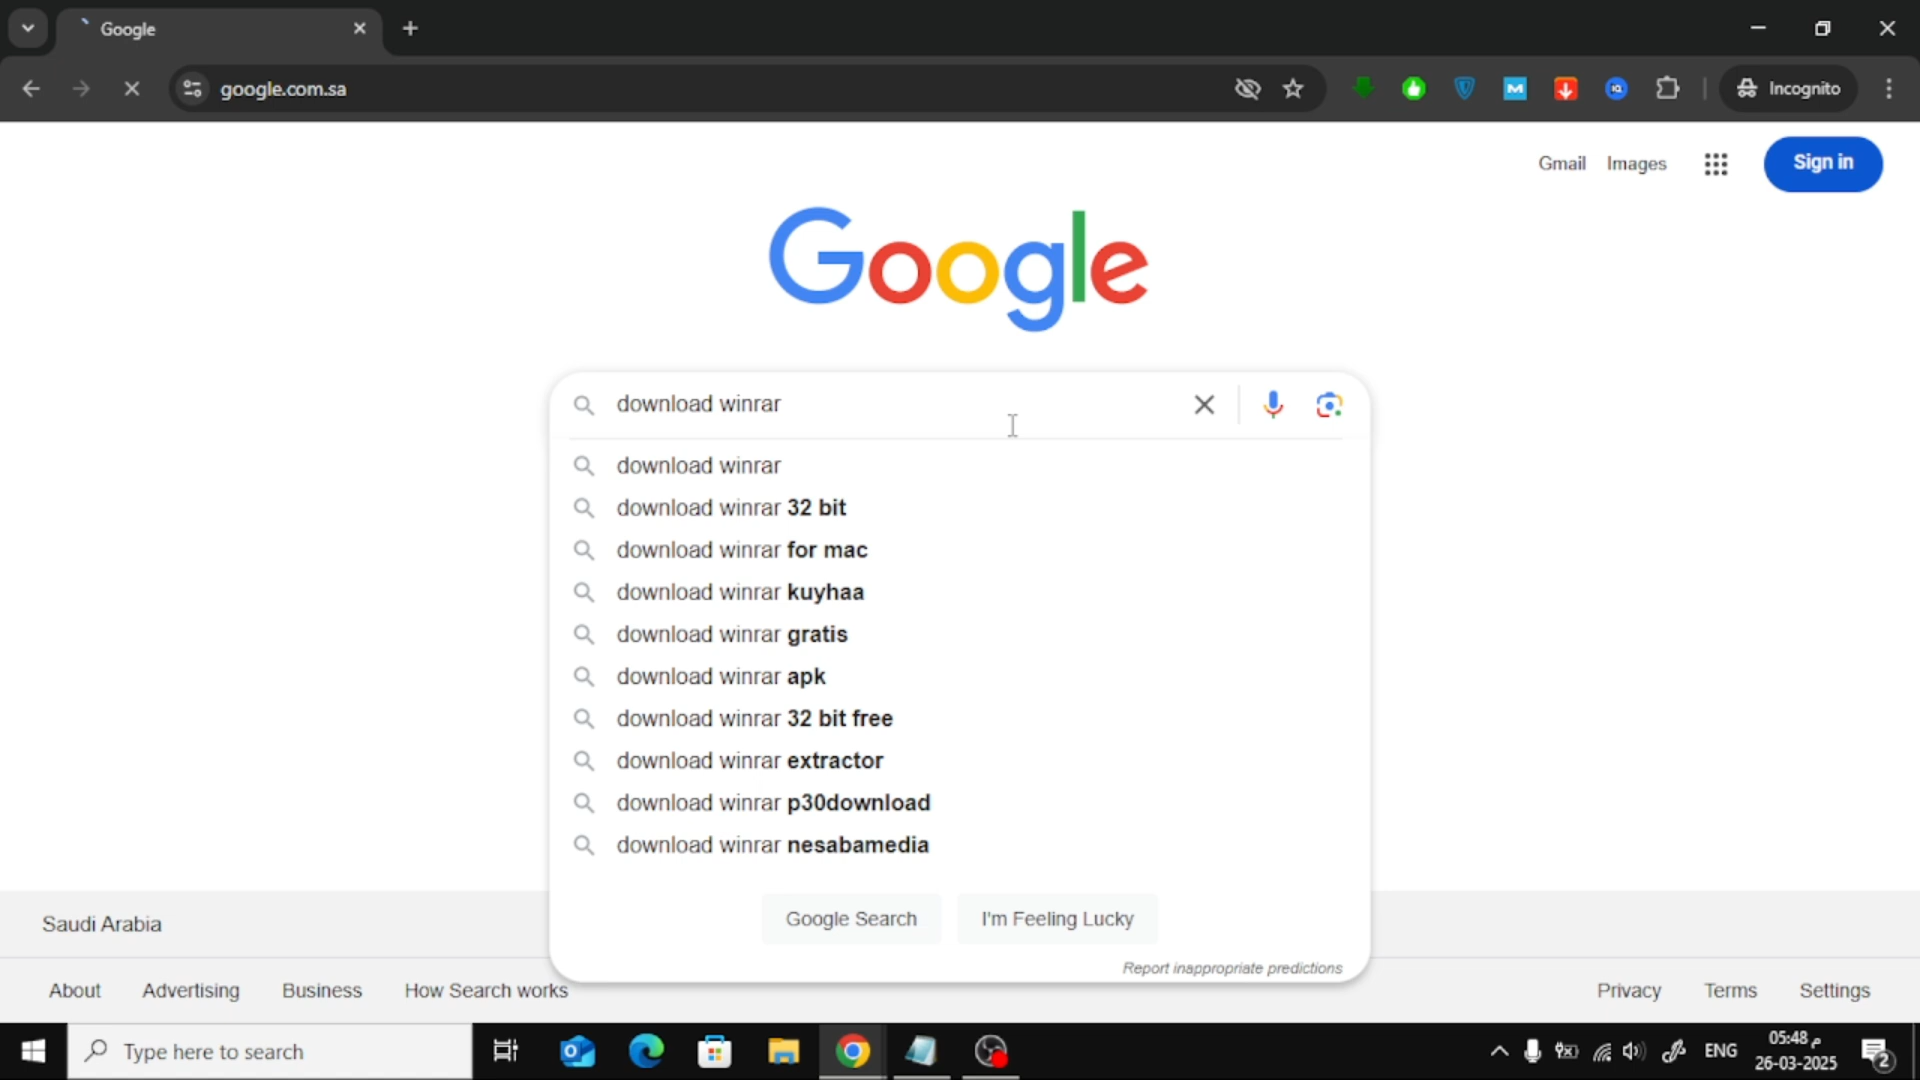 Google
google.com.sa
Incognito
Gmail
Images
Sign in
Google
download winrar
download winrar
download winrar 32 bit
download winrar for mac
download winrar kuyhaa
download winrar gratis
download winrar apk
download winrar 32 bit free
download winrar extractor
download winrar p30download
download winrar nesabamedia
Google Search
I'm Feeling Lucky
Report inappropriate predictions
Saudi Arabia
About
Advertising
Business
How Search works
Privacy
Terms
Settings
Type here to search
ENG
05:48 م
26-03-2025
2